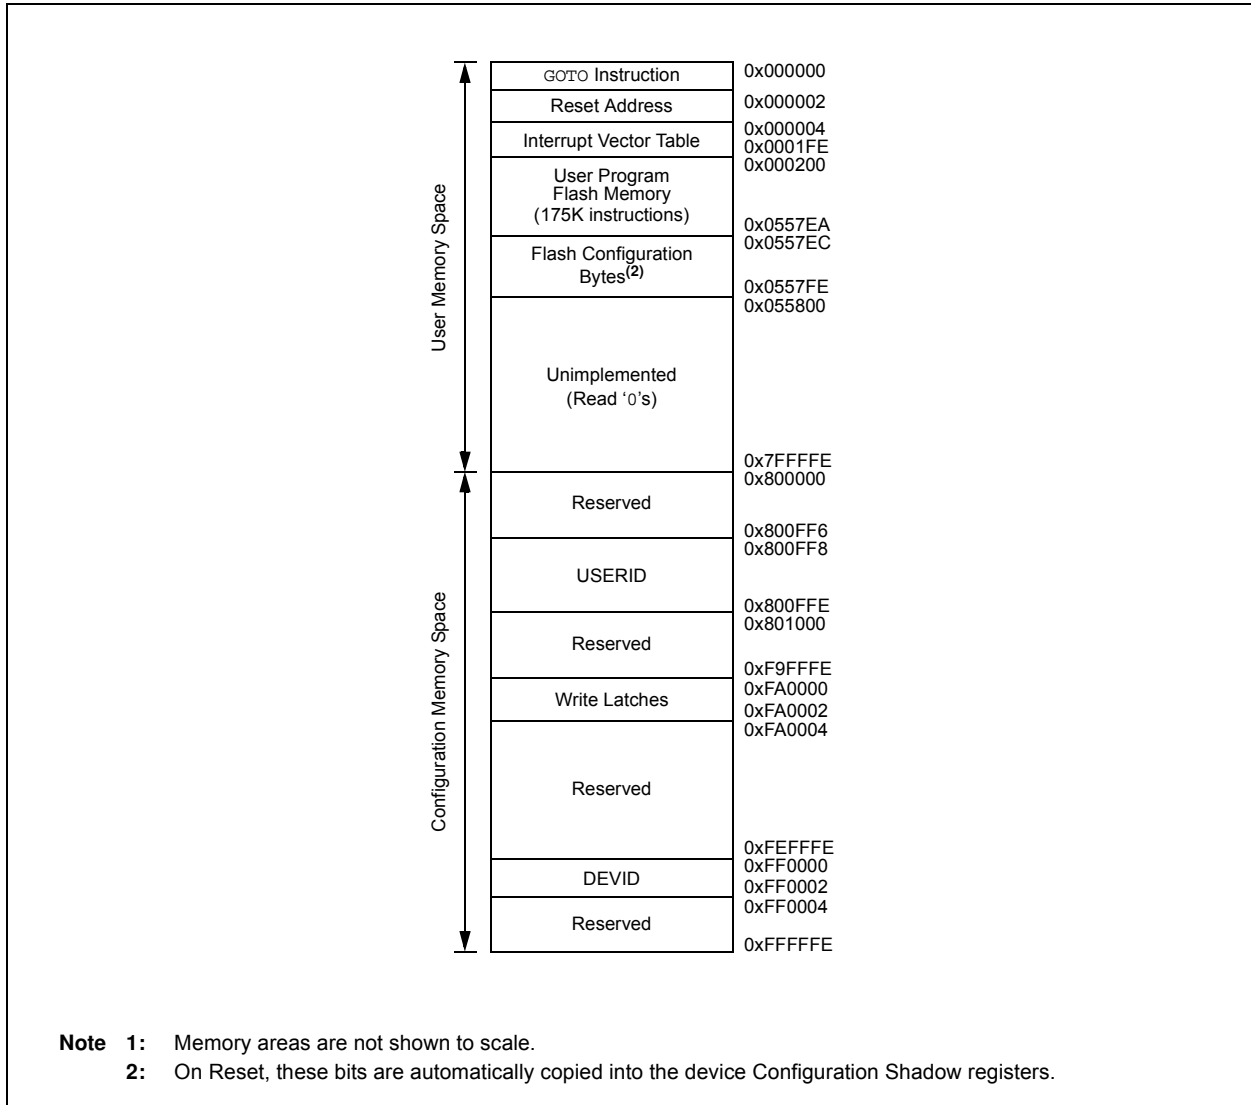 GOTO Instruction 0x000000
Reset Address 0x000002
0x000004
Interrupt Vector Table
0x0001FE
0x000200
User Program
Flash Memory
(175K instructions)
0x0557EA
0x0557EC
Flash Configuration
Bytes(2)
0x0557FE
0x055800
Unimplemented
(Read ‘0’s)
0x7FFFFE
User Memory Space
0x800000
Reserved
0x800FF6
0x800FF8
USERID
0x800FFE
0x801000
Reserved
0xF9FFFE
0xFA0000
Write Latches
0xFA0002
0xFA0004
Reserved
0xFEFFFE
0xFF0000
DEVID
0xFF0002
0xFF0004
Reserved
0xFFFFFE
Configuration Memory Space
Note 1: Memory areas are not shown to scale.
2: On Reset, these bits are automatically copied into the device Configuration Shadow registers.